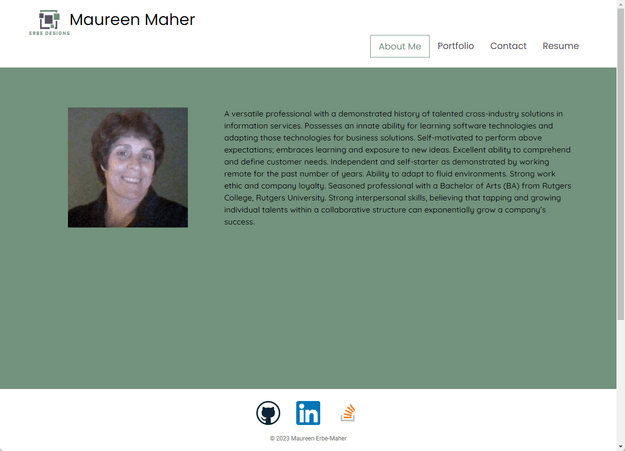 ERBE DESIGNS
Maureen Maher
About Me
Portfolio
Contact
Resume
A versatile professional with a demonstrated history of talented cross-industry solutions in
information services. Possesses an innate ability for learning software technologies and
adapting those technologies for business solutions. Self-motivated to perform above
expectations; embraces learning and exposure to new ideas. Excellent ability to comprehend
and define customer needs. Independent and self-starter as demonstrated by working
remote for the past number of years. Ability to adapt to fluid environments. Strong work
ethic and company loyalty. Seasoned professional with a Bachelor of Arts (BA) from Rutgers
College, Rutgers University. Strong interpersonal skills, believing that tapping and growing
individual talents within a collaborative structure can exponentially grow a company's
success.
in
© 2023 Maureen Erbe-Maher